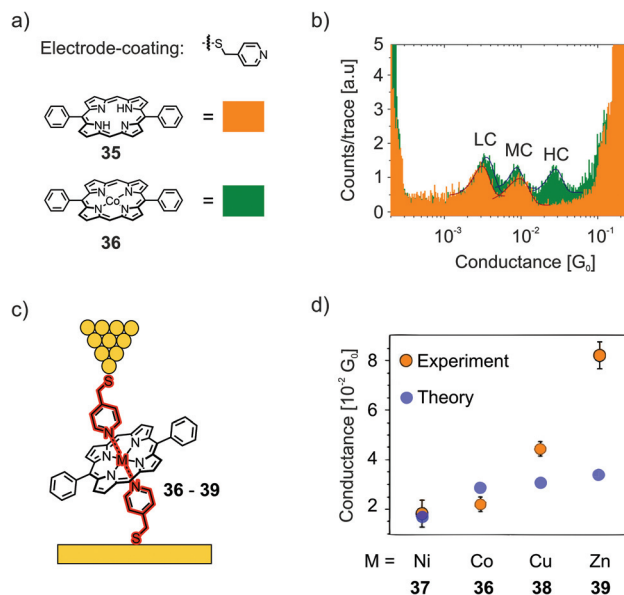 a)
Electrode-coating:
S
N
N
HN
NH
N
=
35
N
N
Co
N
N
=
36
b)
Counts/trace [a.u]
5
4
3
2
1
0
LC
MC
HC
10⁻³
10⁻²
10⁻¹
Conductance [G₀]
c)
S
N
N
N
M
N
N
N
S
36 - 39
d)
Conductance [10⁻² G₀]
8
6
4
2
Experiment
Theory
M = Ni Co Cu Zn
37 36 38 39